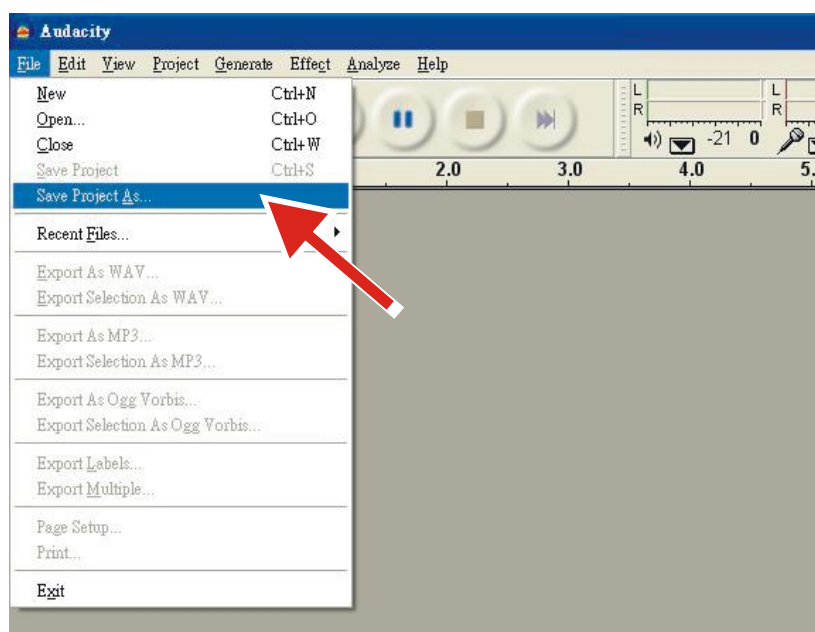 Audacity
File Edit View Project Generate Effect Analyze Help
New Ctrl+N
Open... Ctrl+O
Close Ctrl+W
Save Project Ctrl+S
Save Project As...
Recent Files...
Export As WAV...
Export Selection As WAV...
Export As MP3...
Export Selection As MP3...
Export As Ogg Vorbis...
Export Selection As Ogg Vorbis...
Export Labels...
Export Multiple...
Page Setup...
Print...
Exit
L L
R R
-21 0
2.0 3.0 4.0 5.